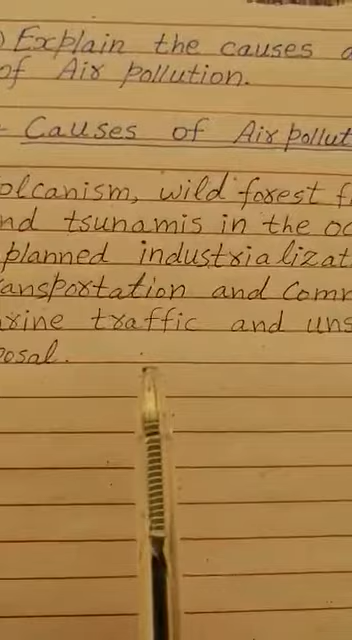 ) Explain the causes
of Air pollution.
Causes of Air pollut
olcanism, wild forest f
nd tsunamis in the oc
planned industrializat
ansportation and comm
rine traffic and uns
posal.